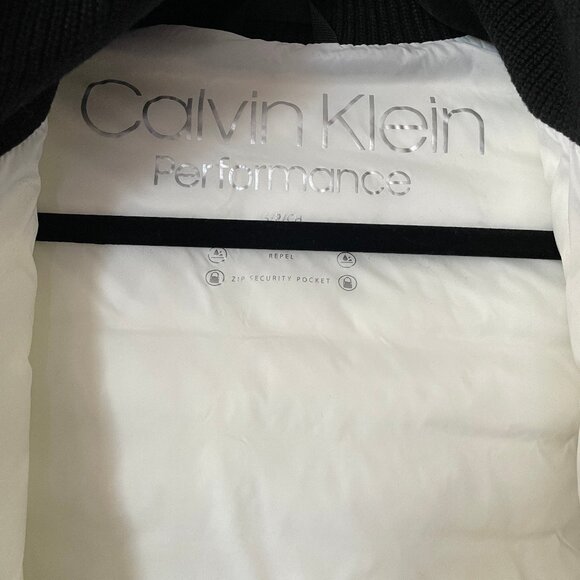 Calvin Klein
Performance
REPEL
ZIP SECURITY POCKET